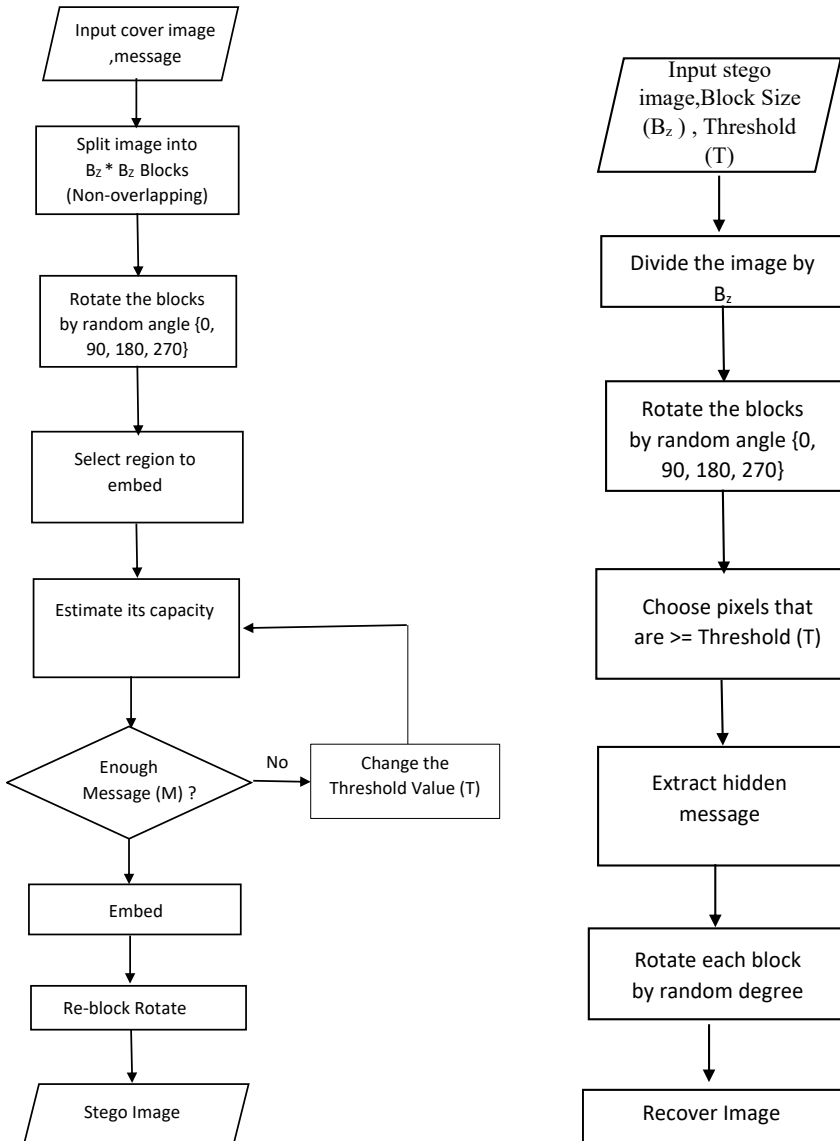 Input cover image
,message
Split image into
Bz * Bz Blocks
(Non-overlapping)
Rotate the blocks
by random angle {0,
90, 180, 270}
Select region to
embed
Estimate its capacity
Enough
Message (M) ?
No
Change the
Threshold Value (T)
Embed
Re-block Rotate
Stego Image
Input stego
image,Block Size
(Bz ) , Threshold
(T)
Divide the image by
Bz
Rotate the blocks
by random angle {0,
90, 180, 270}
Choose pixels that
are >= Threshold (T)
Extract hidden
message
Rotate each block
by random degree
Recover Image